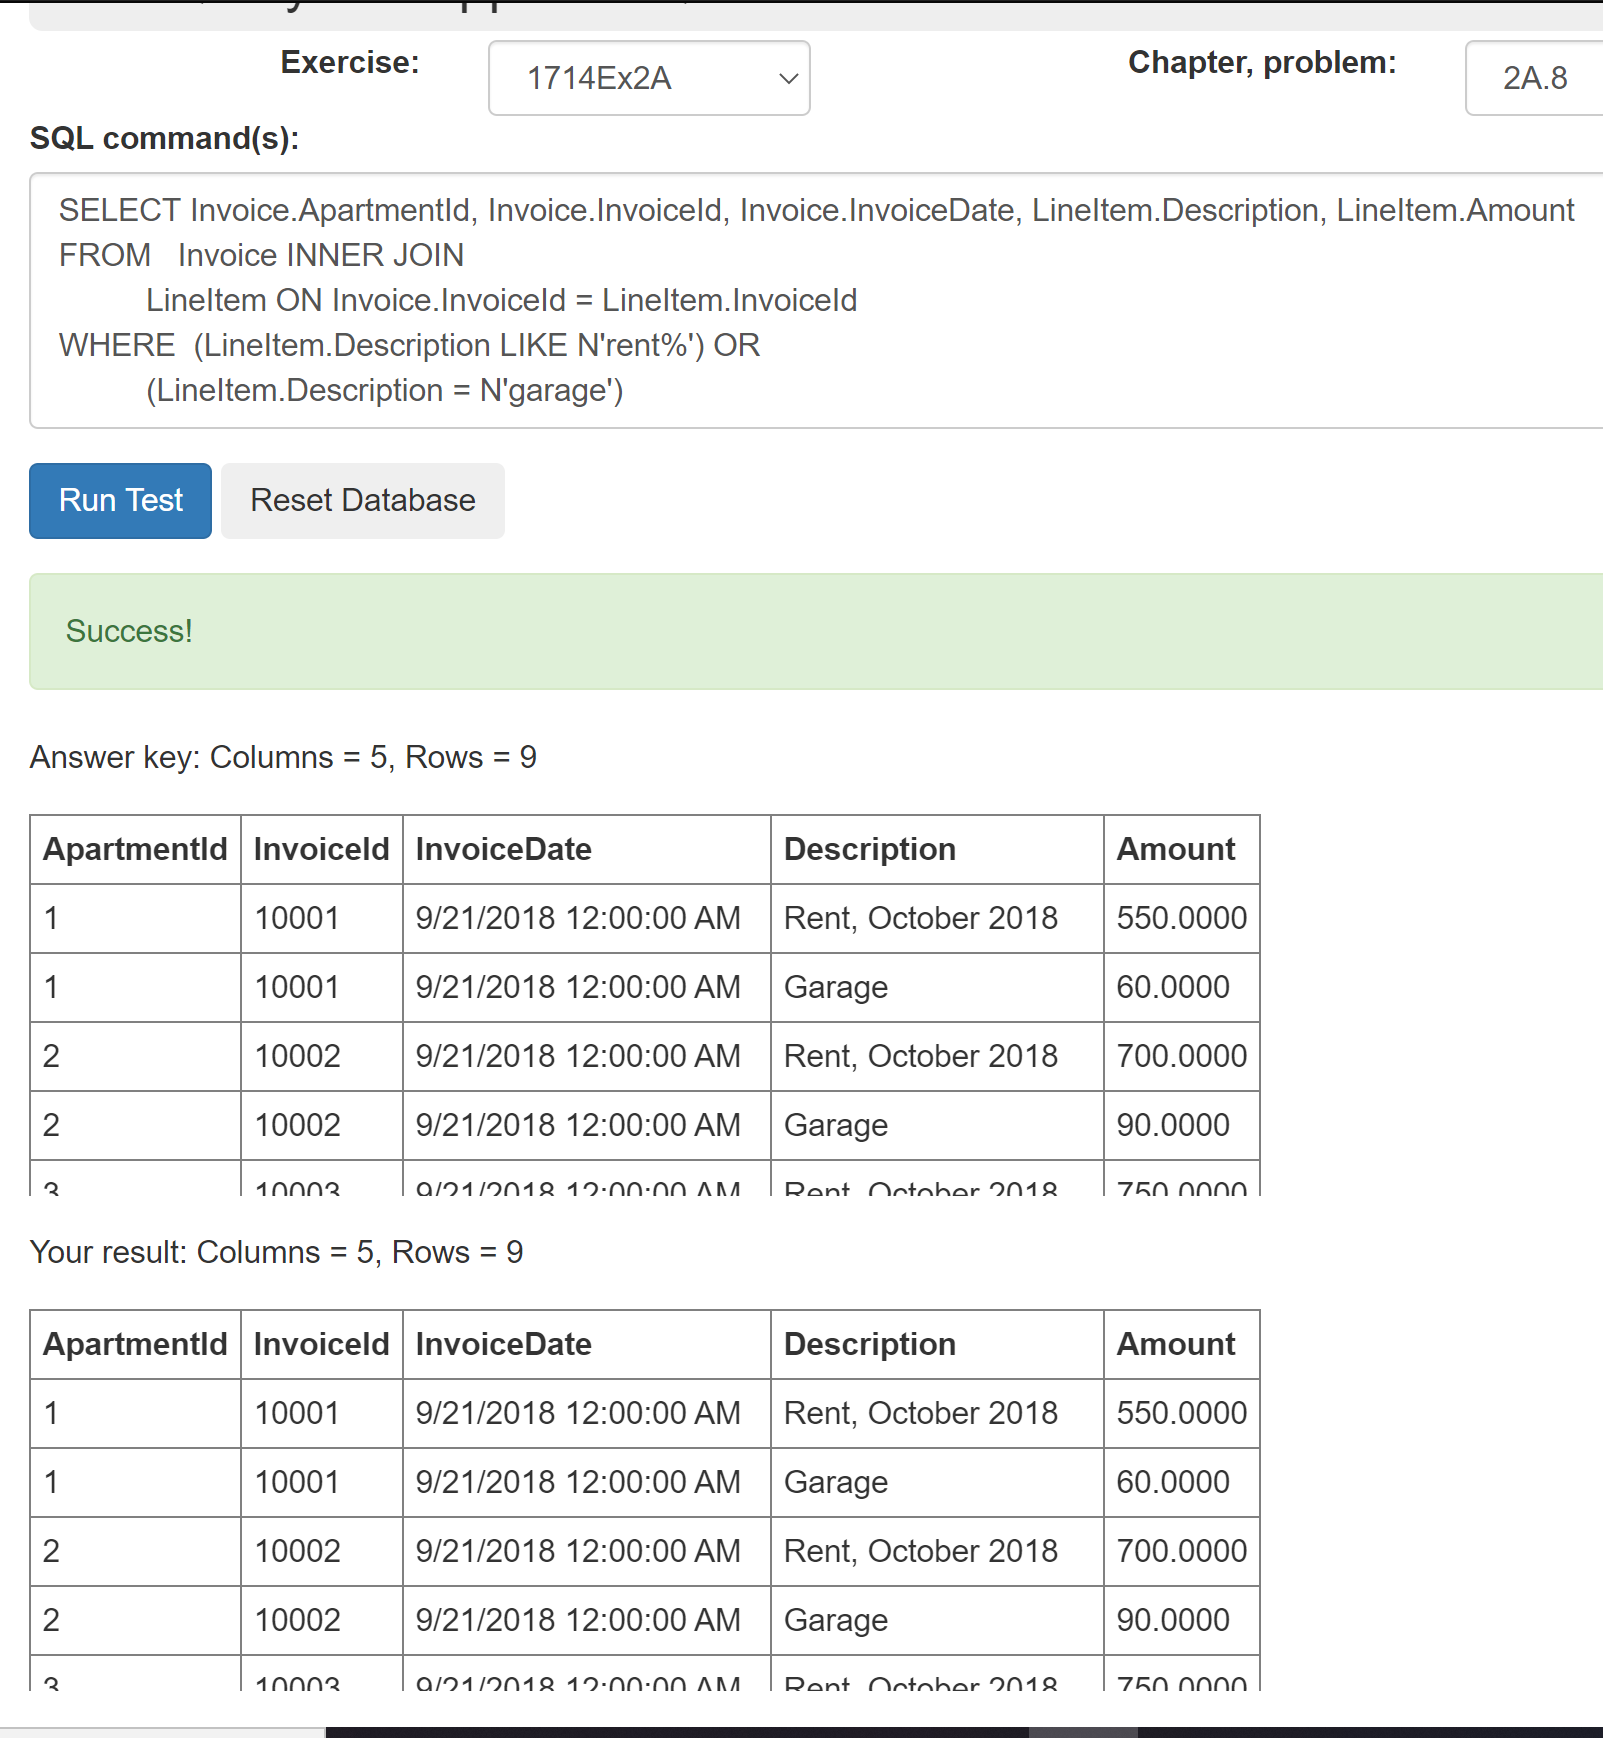 Exercise: 1714Ex2A Chapter, problem: 2A.8
SQL command(s):
SELECT Invoice.ApartmentId, Invoice.InvoiceId, Invoice.InvoiceDate, LineItem.Description, LineItem.Amount
FROM Invoice INNER JOIN
LineItem ON Invoice.InvoiceId = LineItem.InvoiceId
WHERE (LineItem.Description LIKE N'rent%') OR
(LineItem.Description = N'garage')
Run Test Reset Database
Success!
Answer key: Columns = 5, Rows = 9
ApartmentId InvoiceId InvoiceDate Description Amount
1 10001 9/21/2018 12:00:00 AM Rent, October 2018 550.0000
1 10001 9/21/2018 12:00:00 AM Garage 60.0000
2 10002 9/21/2018 12:00:00 AM Rent, October 2018 700.0000
2 10002 9/21/2018 12:00:00 AM Garage 90.0000
3 10003 9/21/2018 12:00:00 AM Rent, October 2018 750.0000
Your result: Columns = 5, Rows = 9
ApartmentId InvoiceId InvoiceDate Description Amount
1 10001 9/21/2018 12:00:00 AM Rent, October 2018 550.0000
1 10001 9/21/2018 12:00:00 AM Garage 60.0000
2 10002 9/21/2018 12:00:00 AM Rent, October 2018 700.0000
2 10002 9/21/2018 12:00:00 AM Garage 90.0000
3 10003 9/21/2018 12:00:00 AM Rent, October 2018 750.0000